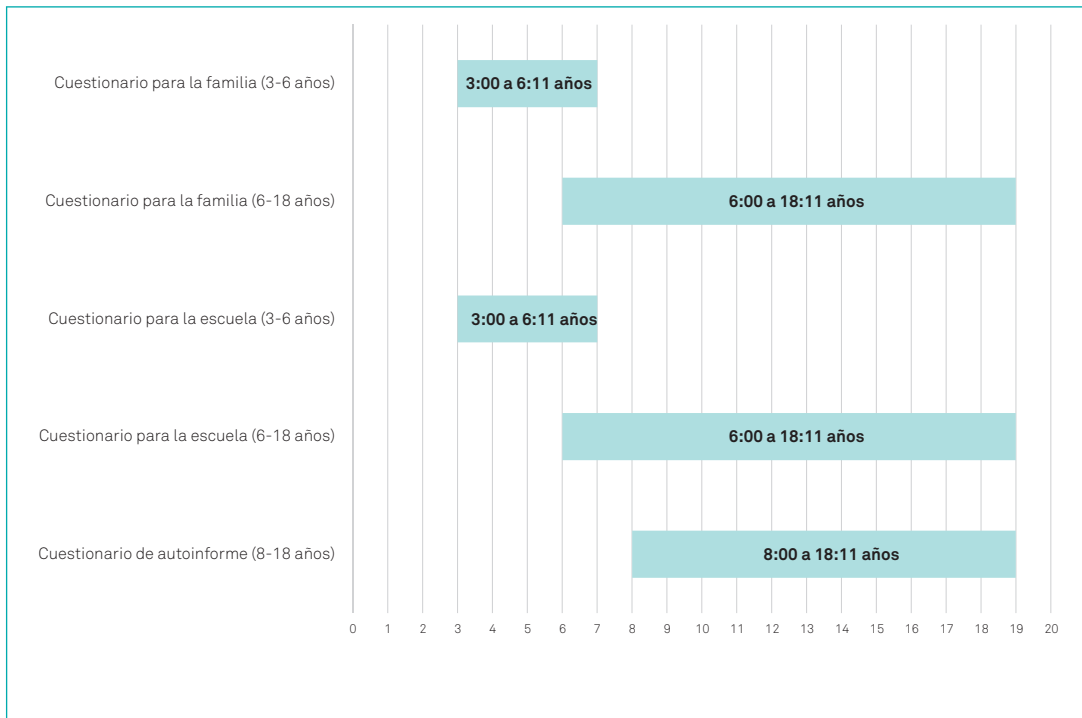 Cuestionario para la familia (3-6 años)
3:00 a 6:11 años
Cuestionario para la familia (6-18 años)
6:00 a 18:11 años
Cuestionario para la escuela (3-6 años)
3:00 a 6:11 años
Cuestionario para la escuela (6-18 años)
6:00 a 18:11 años
Cuestionario de autoinforme (8-18 años)
8:00 a 18:11 años
0 1 2 3 4 5 6 7 8 9 10 11 12 13 14 15 16 17 18 19 20